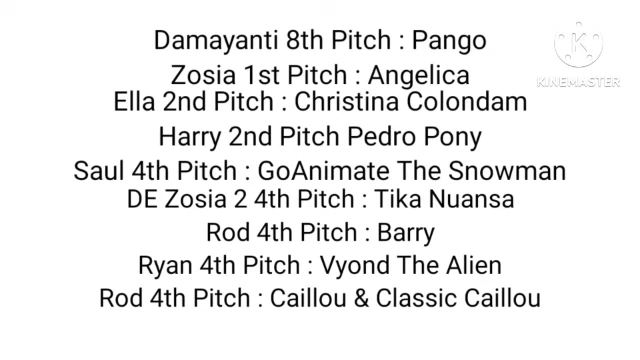 Damayanti 8th Pitch : Pango
Zosia 1st Pitch : Angelica
Ella 2nd Pitch : Christina Colondam
Harry 2nd Pitch Pedro Pony
Saul 4th Pitch : GoAnimate The Snowman
DE Zosia 2 4th Pitch : Tika Nuansa
Rod 4th Pitch : Barry
Ryan 4th Pitch : Vyond The Alien
Rod 4th Pitch : Caillou & Classic Caillou
K
KINEMASTER